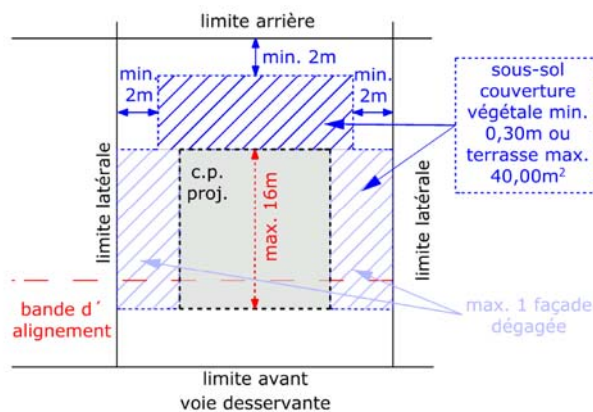 limite arrière
min. 2m
min.
2m
min.
2m
sous-sol
couverture
végétale min.
0,30m ou
terrasse max.
40,00m²
limite latérale
c.p.
proj.
max. 16m
limite latérale
bande d´
alignement
max. 1 façade
dégagée
limite avant
voie desservante